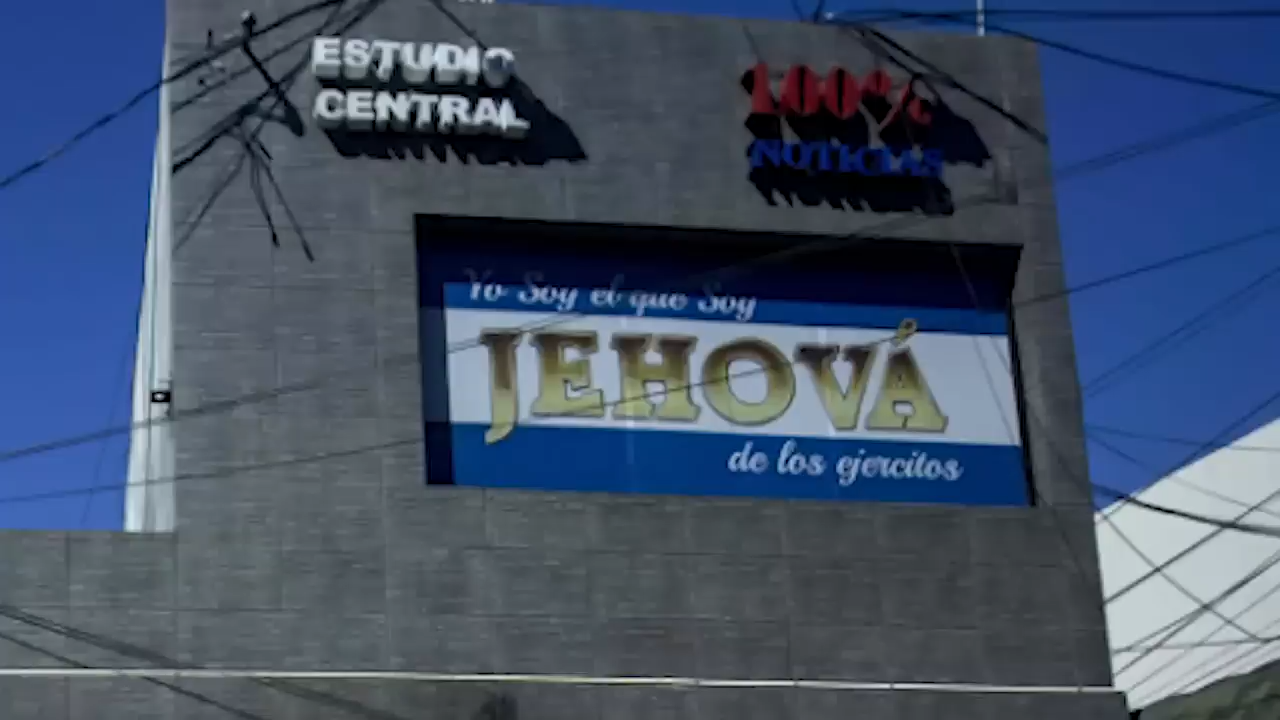 ESTUDIO
CENTRAL
100%
NOTICIAS
Yo Soy el que Soy
JEHOVÁ
de los ejercitos